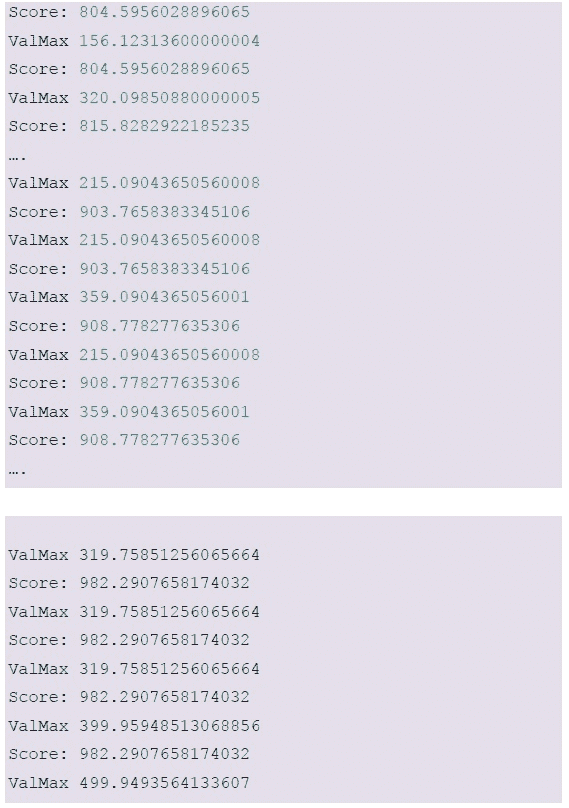 Score: 804.5956028896065
ValMax 156.12313600000004
Score: 804.5956028896065
ValMax 320.09850880000005
Score: 815.8282922185235
….
ValMax 215.09043650560008
Score: 903.7658383345106
ValMax 215.09043650560008
Score: 903.7658383345106
ValMax 359.0904365056001
Score: 908.778277635306
ValMax 215.09043650560008
Score: 908.778277635306
ValMax 359.0904365056001
Score: 908.778277635306
….
ValMax 319.75851256065664
Score: 982.2907658174032
ValMax 319.75851256065664
Score: 982.2907658174032
ValMax 319.75851256065664
Score: 982.2907658174032
ValMax 399.95948513068856
Score: 982.2907658174032
ValMax 499.9493564133607